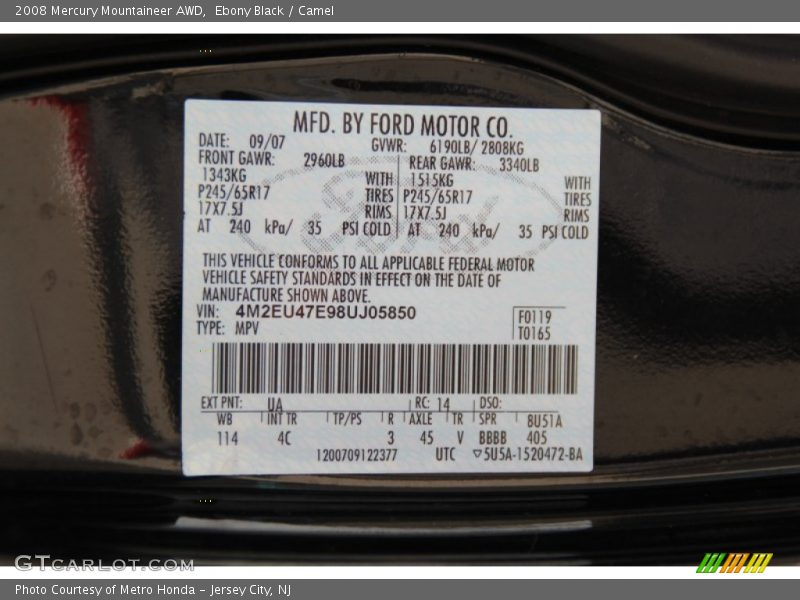 2008 Mercury Mountaineer AWD, Ebony Black / Camel
MFD. BY FORD MOTOR CO.
DATE: 09/07 GVWR: 6190LB/ 2808KG
FRONT GAWR: 2960LB REAR GAWR: 3340LB
1343KG WITH 1515KG WITH
P245/65R17 TIRES P245/65R17 TIRES
17X7.5J RIMS 17X7.5J RIMS
AT 240 kPa/ 35 PSI COLD AT 240 kPa/ 35 PSI COLD
THIS VEHICLE CONFORMS TO ALL APPLICABLE FEDERAL MOTOR
VEHICLE SAFETY STANDARDS IN EFFECT ON THE DATE OF
MANUFACTURE SHOWN ABOVE.
VIN: 4M2EU47E98UJ05850 F0119
TYPE: MPV T0165
EXT PNT: UA RC: 14 DSO:
WB INT TR TP/PS R AXLE TR SPR 8U51A
114 4C 3 45 V BBBB 405
1200709122377 UTC ▽5U5A-1520472-BA
GTCARLOT.COM
Photo Courtesy of Metro Honda – Jersey City, NJ